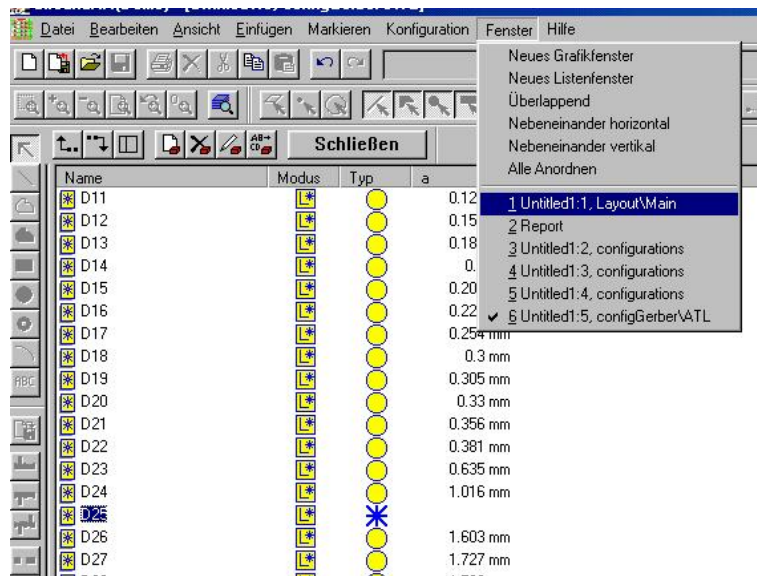 Datei Bearbeiten Ansicht Einfügen Markieren Konfiguration Fenster Hilfe
Neues Grafikfenster
Neues Listenfenster
Überlappend
Nebeneinander horizontal
Nebeneinander vertikal
Alle Anordnen
1 Untitled1:1, Layout\Main
2 Report
3 Untitled1:2, configurations
4 Untitled1:3, configurations
5 Untitled1:4, configurations
6 Untitled1:5, configGerber\ATL
Schließen
Name Modus Typ a
D11 0.12
D12 0.15
D13 0.18
D14 0.
D15 0.20
D16 0.22
D17 0.254 mm
D18 0.3 mm
D19 0.305 mm
D20 0.33 mm
D21 0.356 mm
D22 0.381 mm
D23 0.635 mm
D24 1.016 mm
D25
D26 1.603 mm
D27 1.727 mm
ABC